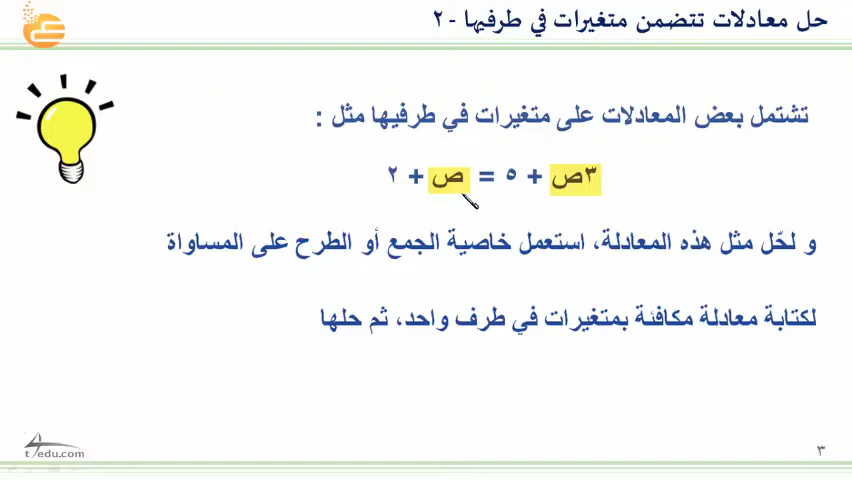 حل معادلات تتضمن متغيرات في طرفيها -٢
تشتمل بعض المعادلات على متغيرات في طرفيها مثل :
٣ص + ٥ = ص + ٢
و لحّل مثل هذه المعادلة، استعمل خاصية الجمع أو الطرح على المساواة
لكتابة معادلة مكافئة بمتغيرات في طرف واحد، ثم حلها
t4edu.com
٣